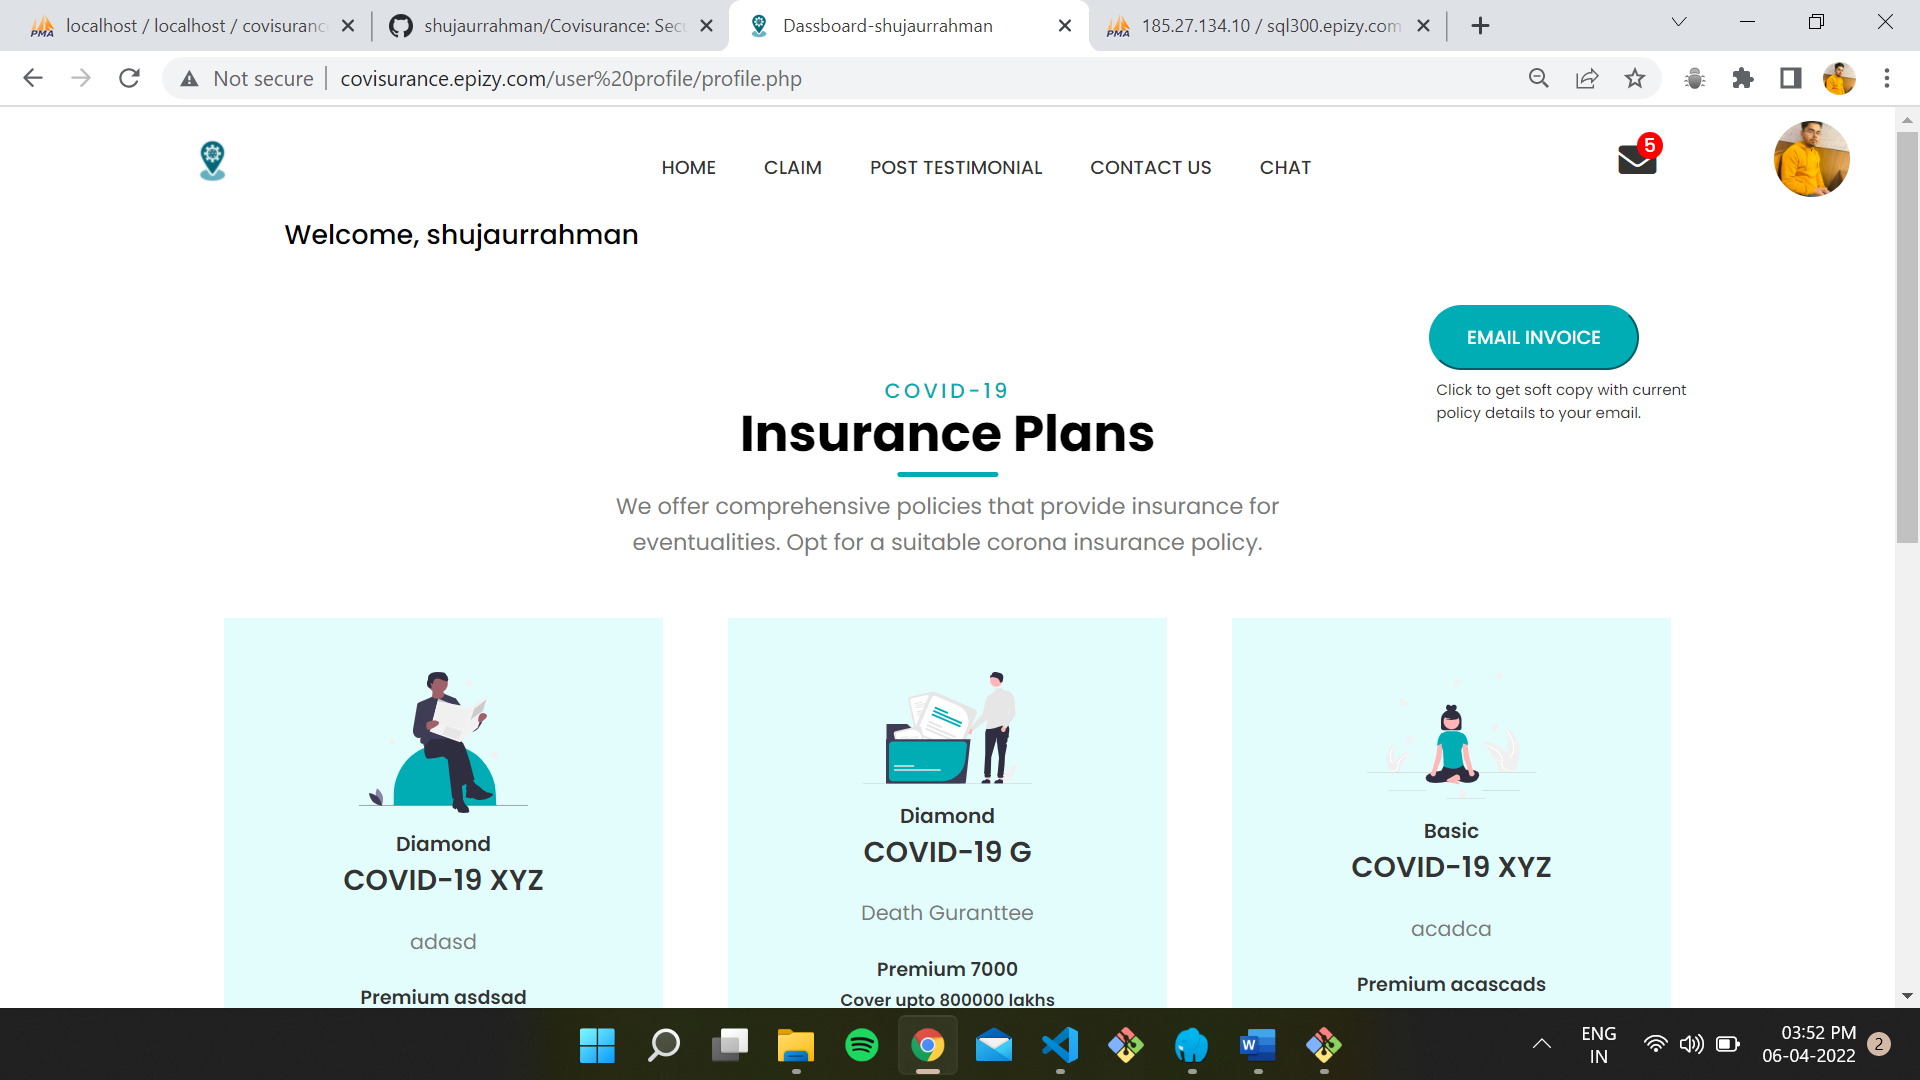 localhost / localhost / covisurance
shujaurrahman/Covisurance: Secu
Dassboard-shujaurrahman
185.27.134.10 / sql300.epizy.com
Not secure
covisurance.epizy.com/user%20profile/profile.php
HOME
CLAIM
POST TESTIMONIAL
CONTACT US
CHAT
5
Welcome, shujaurrahman
EMAIL INVOICE
Click to get soft copy with current
policy details to your email.
COVID-19
Insurance Plans
We offer comprehensive policies that provide insurance for
eventualities. Opt for a suitable corona insurance policy.
Diamond
COVID-19 XYZ
adasd
Premium asdsad
Diamond
COVID-19 G
Death Guranttee
Premium 7000
Cover upto 800000 lakhs
Basic
COVID-19 XYZ
acadca
Premium acascads
ENG
IN
03:52 PM
06-04-2022
2